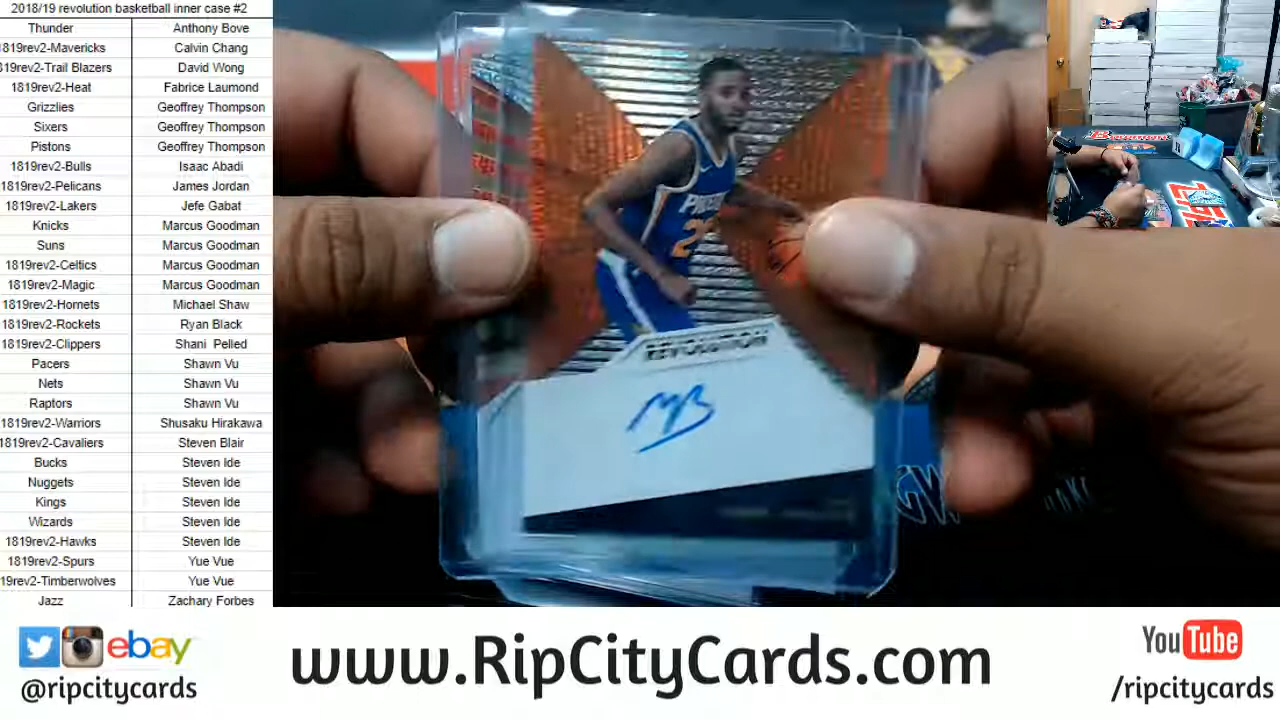 2018/19 revolution basketball inner case #2
Thunder Anthony Bove
1819rev2-Mavericks Calvin Chang
819rev2-Trail Blazers David Wong
1819rev2-Heat Fabrice Laumond
Grizzlies Geoffrey Thompson
Sixers Geoffrey Thompson
Pistons Geoffrey Thompson
1819rev2-Bulls Isaac Abadi
1819rev2-Pelicans James Jordan
1819rev2-Lakers Jefe Gabat
Knicks Marcus Goodman
Suns Marcus Goodman
1819rev2-Celtics Marcus Goodman
1819rev2-Magic Marcus Goodman
1819rev2-Hornets Michael Shaw
1819rev2-Rockets Ryan Black
1819rev2-Clippers Shani Pelled
Pacers Shawn Vu
Nets Shawn Vu
Raptors Shawn Vu
1819rev2-Warriors Shusaku Hirakawa
1819rev2-Cavaliers Steven Blair
Bucks Steven Ide
Nuggets Steven Ide
Kings Steven Ide
Wizards Steven Ide
1819rev2-Hawks Steven Ide
1819rev2-Spurs Yue Vue
19rev2-Timberwolves Yue Vue
Jazz Zachary Forbes
REVOLUTION
MB
ebay
@ripcitycards
www.RipCityCards.com
YouTube
/ripcitycards